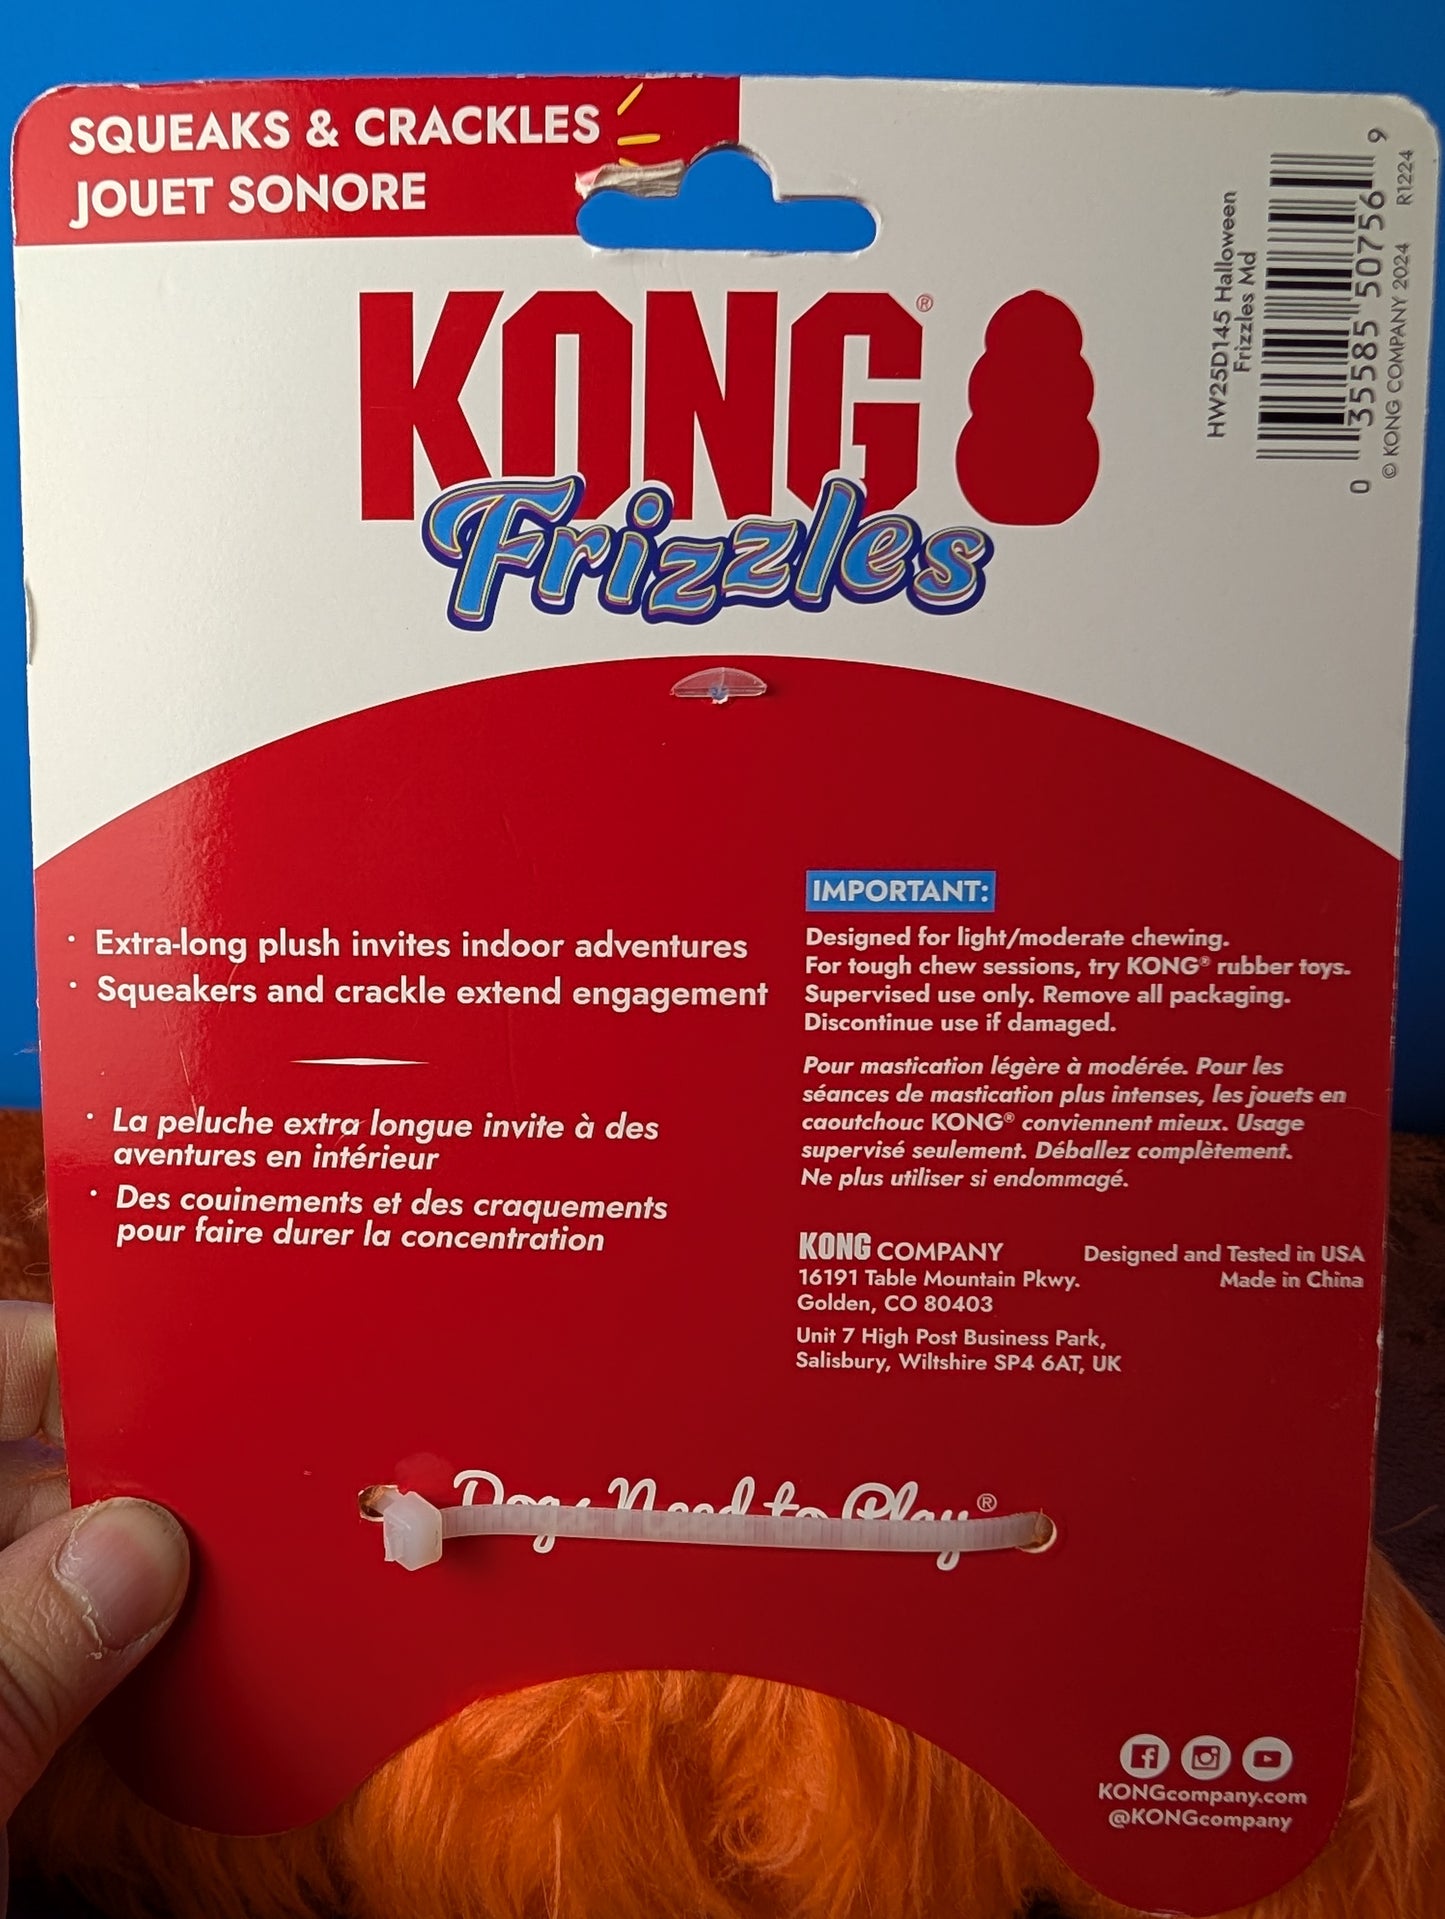 SQUEAKS & CRACKLES
JOUET SONORE
HW25D145 Halloween
Frizzles Md
0 35585 50756 9
© KONG COMPANY 2024 R1224
KONG®
Frizzles
· Extra-long plush invites indoor adventures
· Squeakers and crackle extend engagement
· La peluche extra longue invite à des
aventures en intérieur
· Des couinements et des craquements
pour faire durer la concentration
IMPORTANT:
Designed for light/moderate chewing.
For tough chew sessions, try KONG® rubber toys.
Supervised use only. Remove all packaging.
Discontinue use if damaged.
Pour mastication légère à modérée. Pour les
séances de mastication plus intenses, les jouets en
caoutchouc KONG® conviennent mieux. Usage
supervisé seulement. Déballez complètement.
Ne plus utiliser si endommagé.
KONG COMPANY
16191 Table Mountain Pkwy.
Golden, CO 80403
Unit 7 High Post Business Park,
Salisbury, Wiltshire SP4 6AT, UK
Designed and Tested in USA
Made in China
Dogs Need to Play®
KONGcompany.com
@KONGcompany